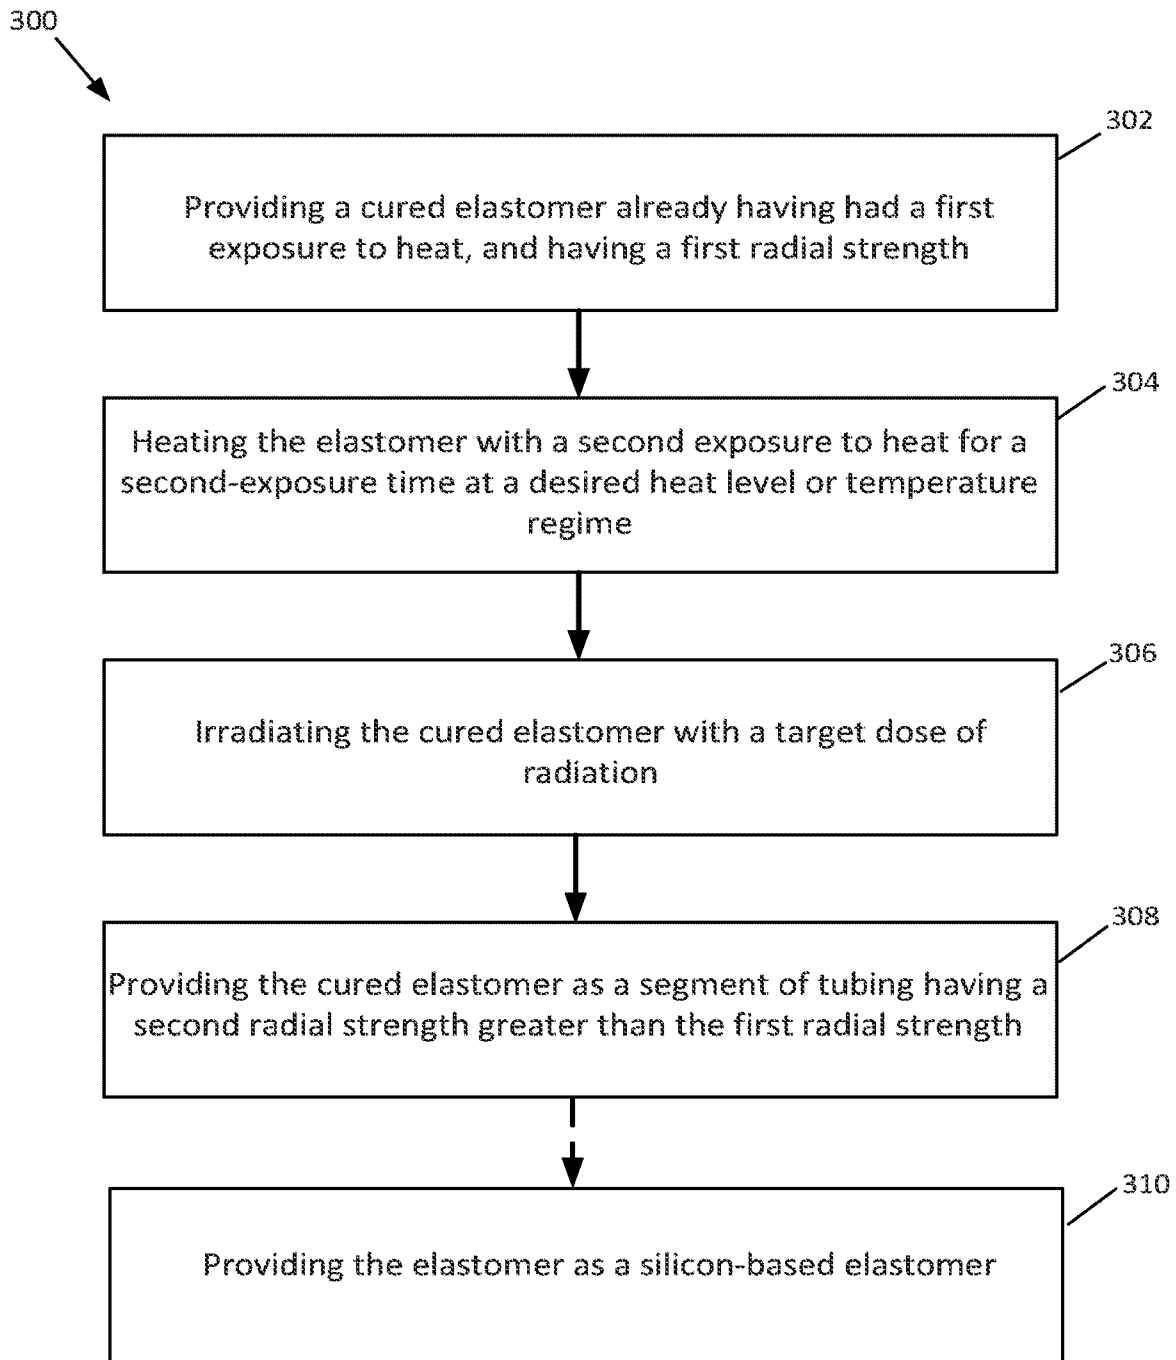 300
302
Providing a cured elastomer already having had a first
exposure to heat, and having a first radial strength
304
Heating the elastomer with a second exposure to heat for a
second-exposure time at a desired heat level or temperature
regime
306
Irradiating the cured elastomer with a target dose of
radiation
308
Providing the cured elastomer as a segment of tubing having a
second radial strength greater than the first radial strength
310
Providing the elastomer as a silicon-based elastomer